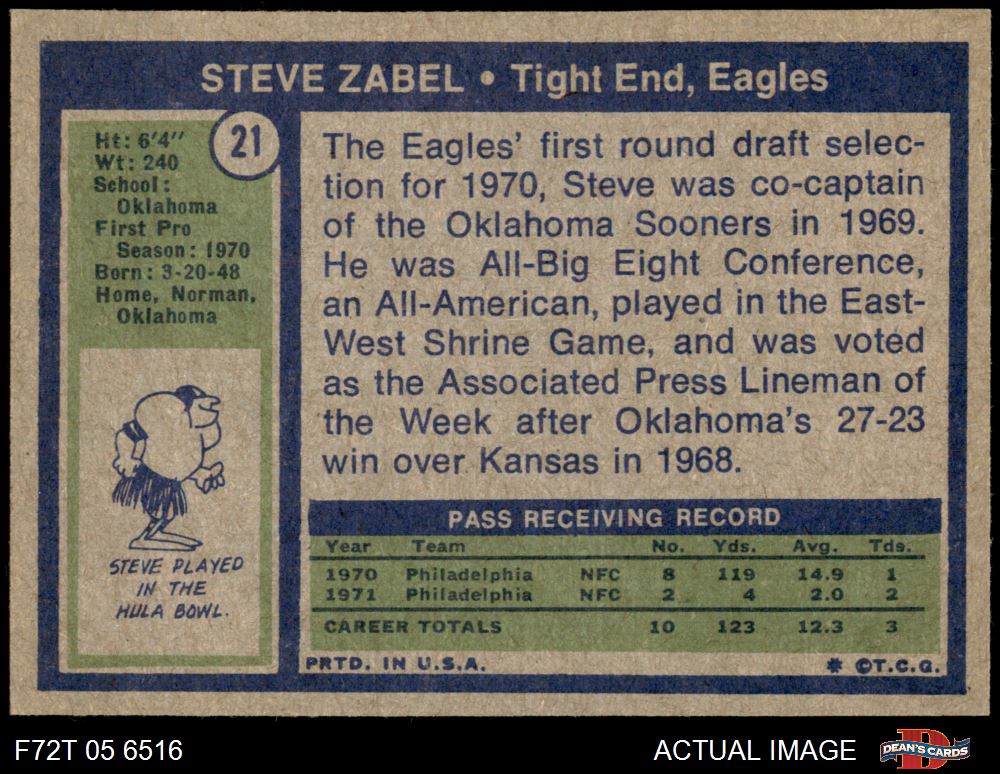 STEVE ZABEL • Tight End, Eagles
21
Ht: 6'4"
Wt: 240
School:
Oklahoma
First Pro
Season: 1970
Born: 3-20-48
Home, Norman,
Oklahoma
STEVE PLAYED
IN THE
HULA BOWL.
The Eagles' first round draft selec-
tion for 1970, Steve was co-captain
of the Oklahoma Sooners in 1969.
He was All-Big Eight Conference,
an All-American, played in the East-
West Shrine Game, and was voted
as the Associated Press Lineman of
the Week after Oklahoma's 27-23
win over Kansas in 1968.
PASS RECEIVING RECORD
Year Team No. Yds. Avg. Tds.
1970 Philadelphia NFC 8 119 14.9 1
1971 Philadelphia NFC 2 4 2.0 2
CAREER TOTALS 10 123 12.3 3
PRTD. IN U.S.A. * ©T.C.G.
F72T 05 6516 ACTUAL IMAGE DEAN'S CARDS